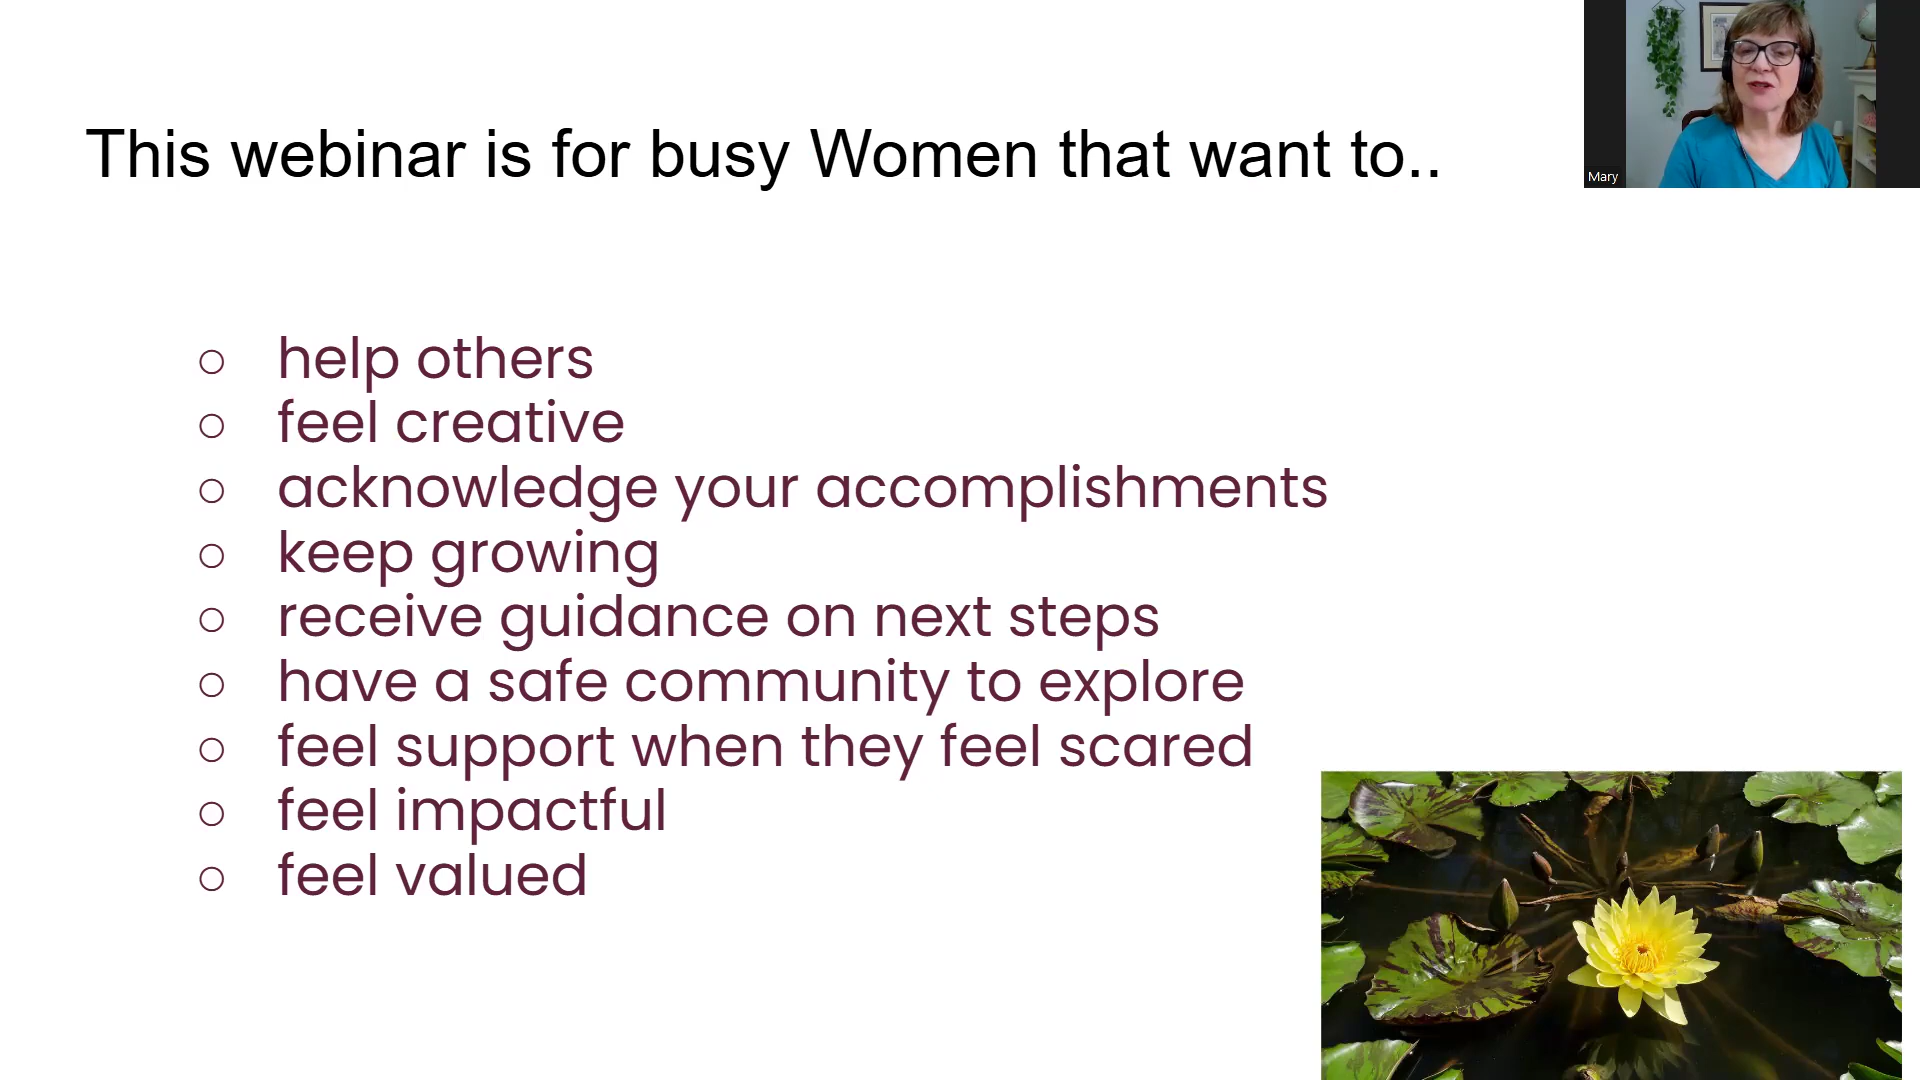 This webinar is for busy Women that want to..
Mary
○ help others
○ feel creative
○ acknowledge your accomplishments
○ keep growing
○ receive guidance on next steps
○ have a safe community to explore
○ feel support when they feel scared
○ feel impactful
○ feel valued